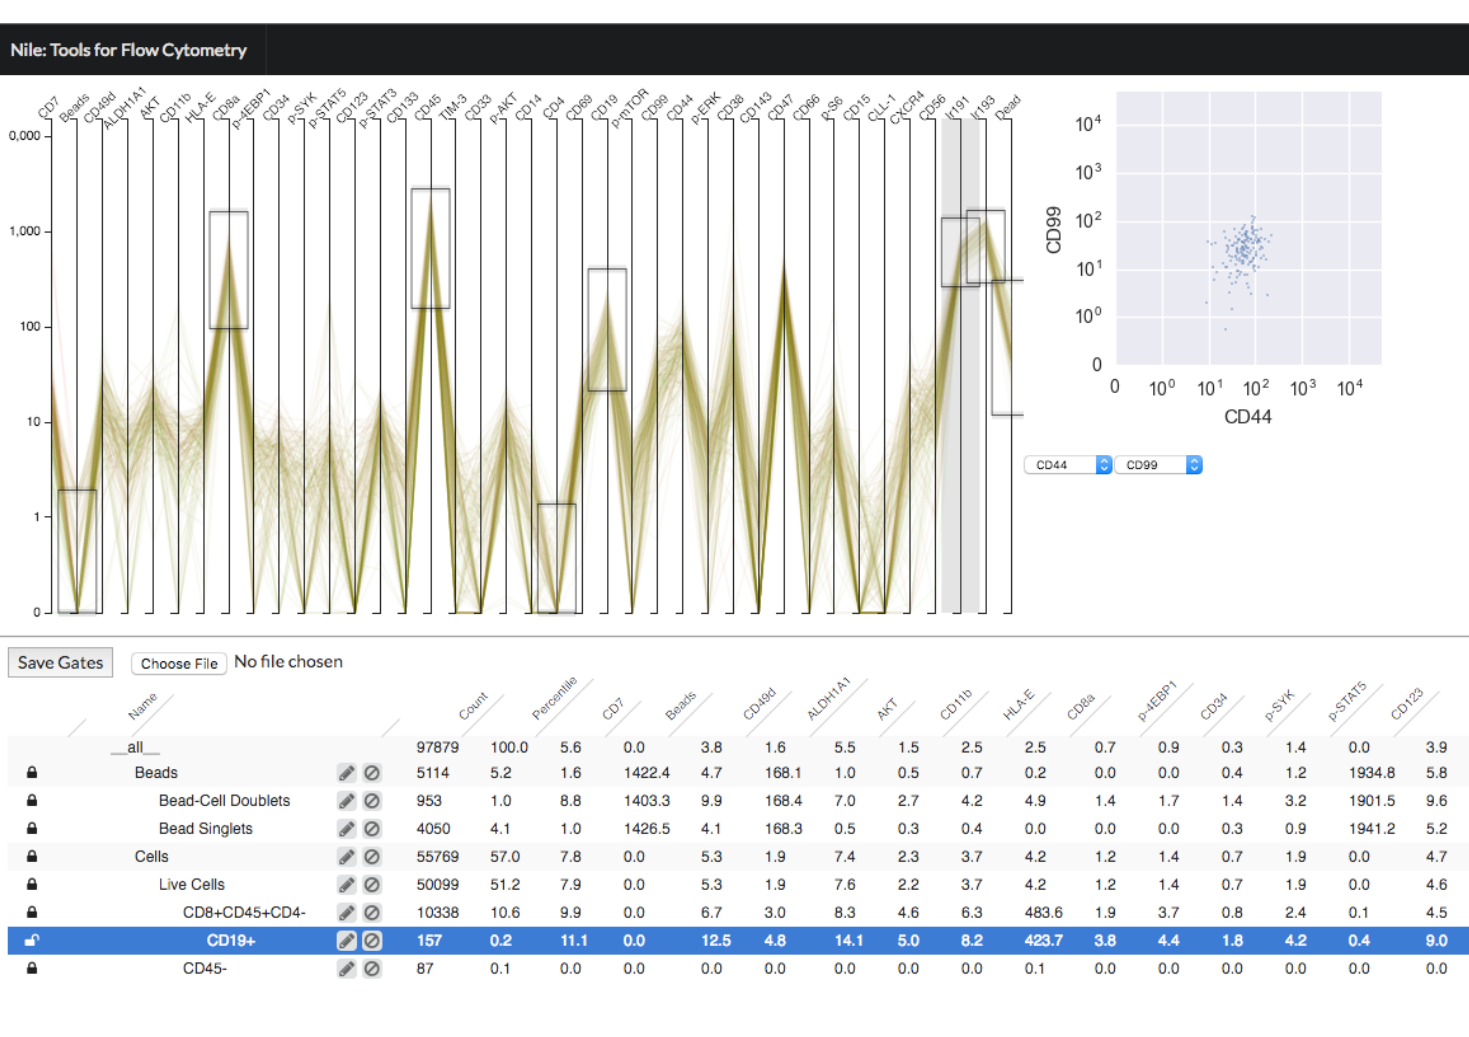 Nile: Tools for Flow Cytometry
CD7 Beads CD49d ALDH1A1 AKT CD11b HLA-E CD8a p-4EBP1 CD34 p-SYK p-STAT5 CD123 p-STAT3 CD133 CD45 TIM-3 CD33 p-AKT CD14 CD4 CD69 CD19 p-mTOR CD99 CD44 p-ERK CD38 CD143 CD47 CD66 p-S6 CD15 CLL-1 CXCR4 CD56 Ir191 Ir193 Dead
0,000
1,000
100
10
1
0
10⁴
10³
10²
10¹
10⁰
0
CD99
0 10⁰ 10¹ 10² 10³ 10⁴
CD44
CD44 CD99
Save Gates Choose File No file chosen
Name Count Percentile CD7 Beads CD49d ALDH1A1 AKT CD11b HLA-E CD8a p-4EBP1 CD34 p-SYK p-STAT5 CD123
__all__ 97879 100.0 5.6 0.0 3.8 1.6 5.5 1.5 2.5 2.5 0.7 0.9 0.3 1.4 0.0 3.9
Beads 5114 5.2 1.6 1422.4 4.7 168.1 1.0 0.5 0.7 0.2 0.0 0.0 0.4 1.2 1934.8 5.8
Bead-Cell Doublets 953 1.0 8.8 1403.3 9.9 168.4 7.0 2.7 4.2 4.9 1.4 1.7 1.4 3.2 1901.5 9.6
Bead Singlets 4050 4.1 1.0 1426.5 4.1 168.3 0.5 0.3 0.4 0.0 0.0 0.0 0.3 0.9 1941.2 5.2
Cells 55769 57.0 7.8 0.0 5.3 1.9 7.4 2.3 3.7 4.2 1.2 1.4 0.7 1.9 0.0 4.7
Live Cells 50099 51.2 7.9 0.0 5.3 1.9 7.6 2.2 3.7 4.2 1.2 1.4 0.7 1.9 0.0 4.6
CD8+CD45+CD4- 10338 10.6 9.9 0.0 6.7 3.0 8.3 4.6 6.3 483.6 1.9 3.7 0.8 2.4 0.1 4.5
CD19+ 157 0.2 11.1 0.0 12.5 4.8 14.1 5.0 8.2 423.7 3.8 4.4 1.8 4.2 0.4 9.0
CD45- 87 0.1 0.0 0.0 0.0 0.0 0.0 0.0 0.0 0.1 0.0 0.0 0.0 0.0 0.0 0.0